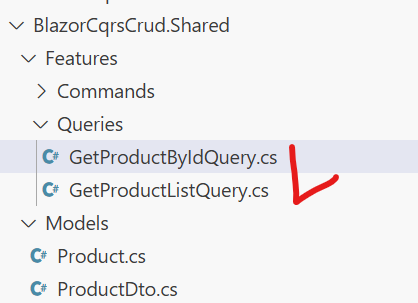 BlazorCqrsCrud.Shared
Features
Commands
Queries
C# GetProductByIdQuery.cs
C# GetProductListQuery.cs
Models
C# Product.cs
C# ProductDto.cs